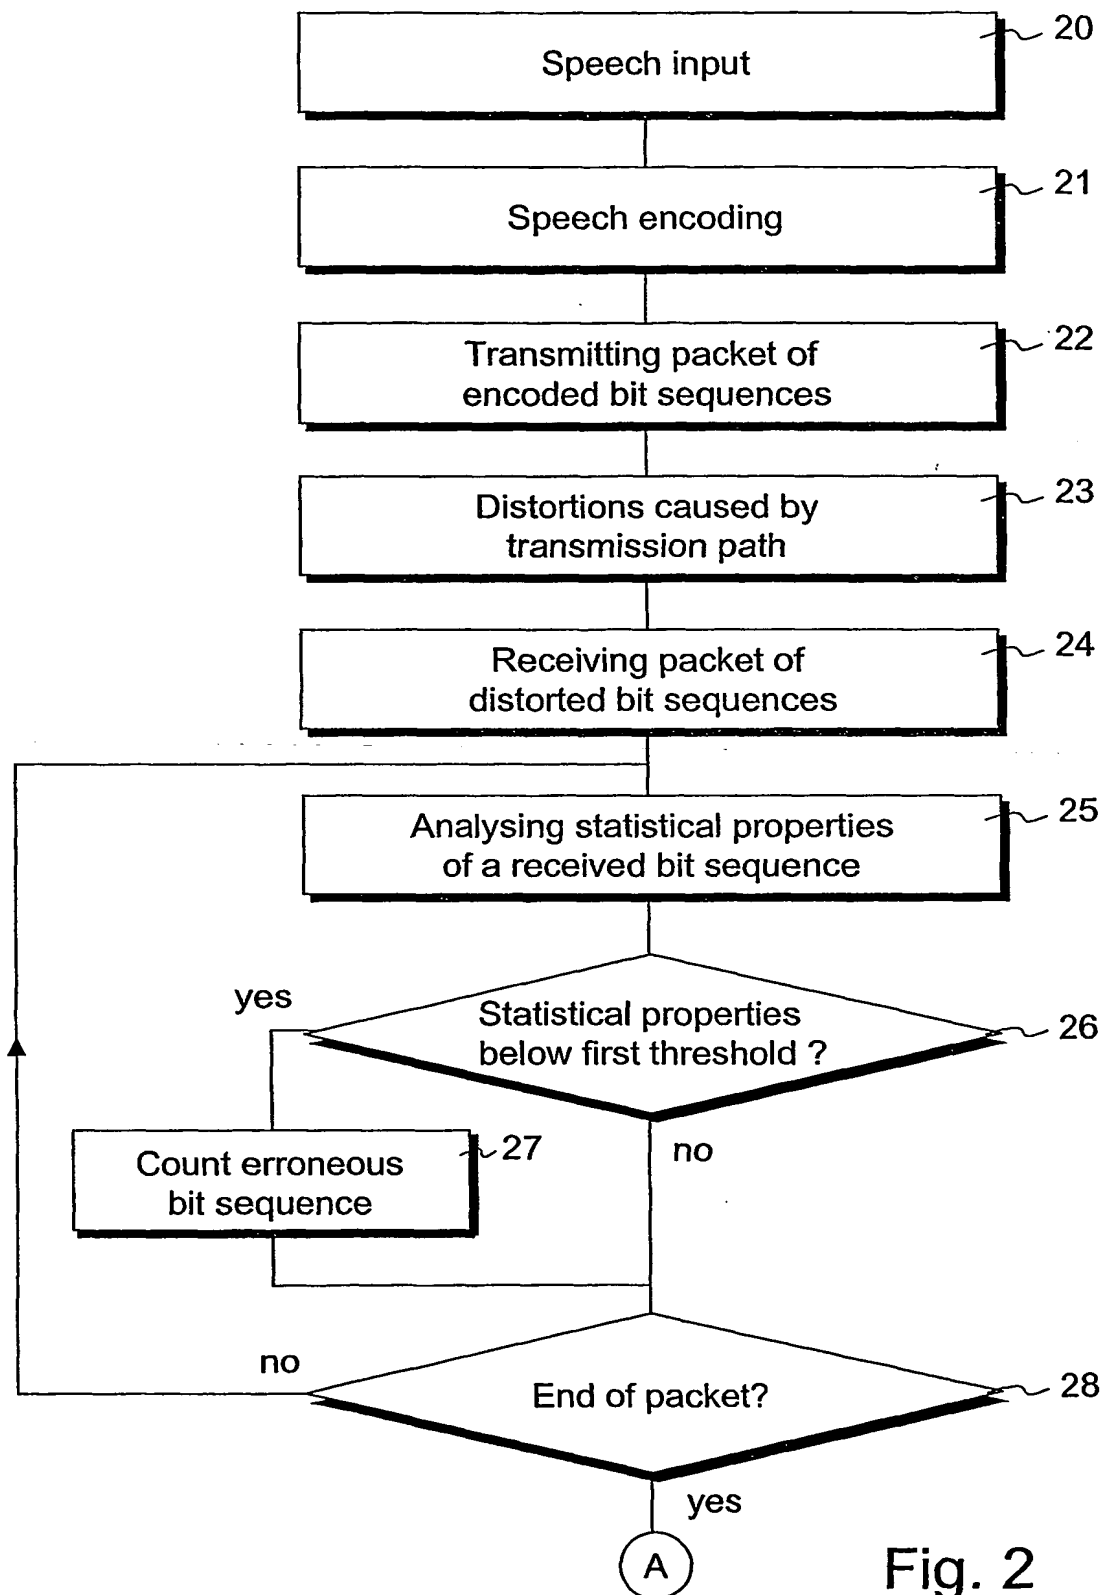 20
Speech input
21
Speech encoding
22
Transmitting packet of
encoded bit sequences
23
Distortions caused by
transmission path
24
Receiving packet of
distorted bit sequences
25
Analysing statistical properties
of a received bit sequence
yes
Statistical properties
below first threshold ?
26
27
no
Count erroneous
bit sequence
no
End of packet?
28
yes
A
Fig. 2